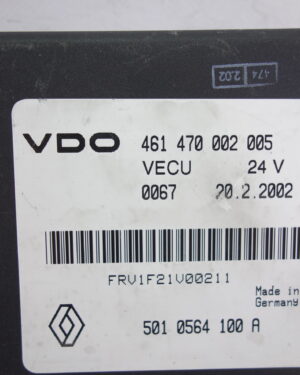 474 2.02
VDO 461 470 002 005
VECU 24 V
0067 20.2.2002
FRV1F21V00211
Made in
Germany
501 0564 100 A